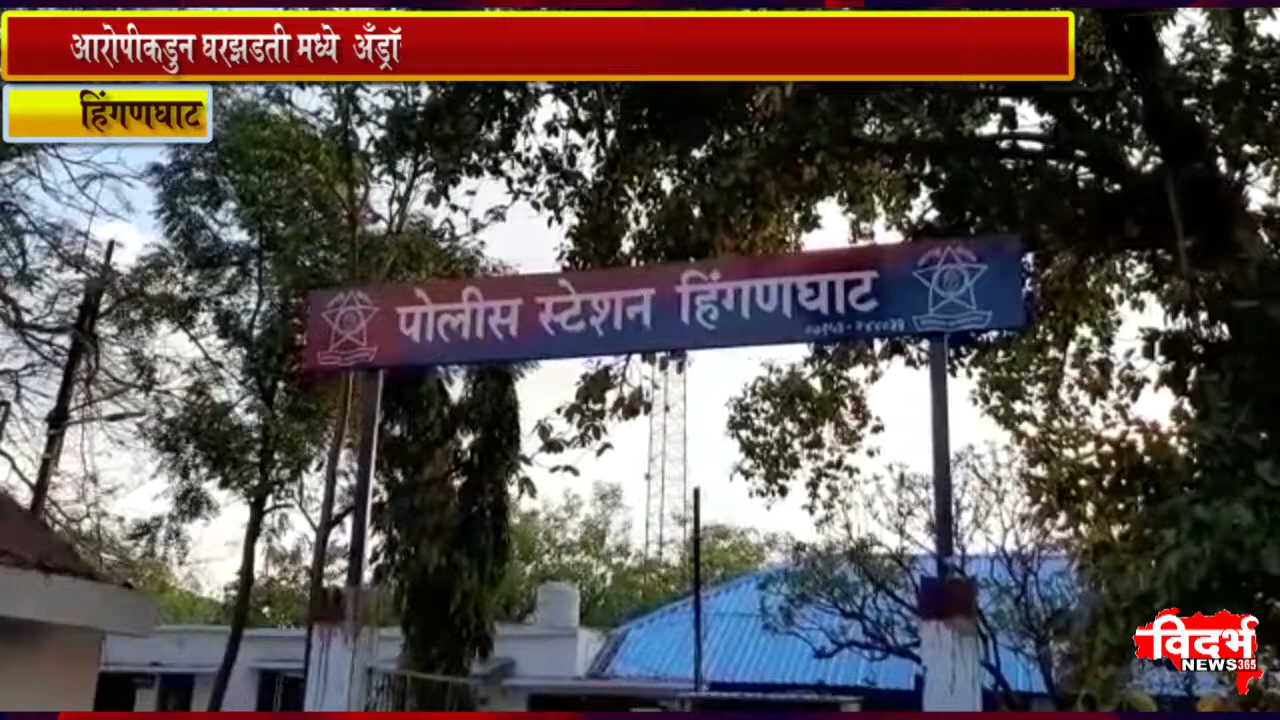 आरोपीकडुन घरझडती मध्ये अँड्रॉ
हिंगणघाट
पोलीस स्टेशन हिंगणघाट
विदर्भ
NEWS365